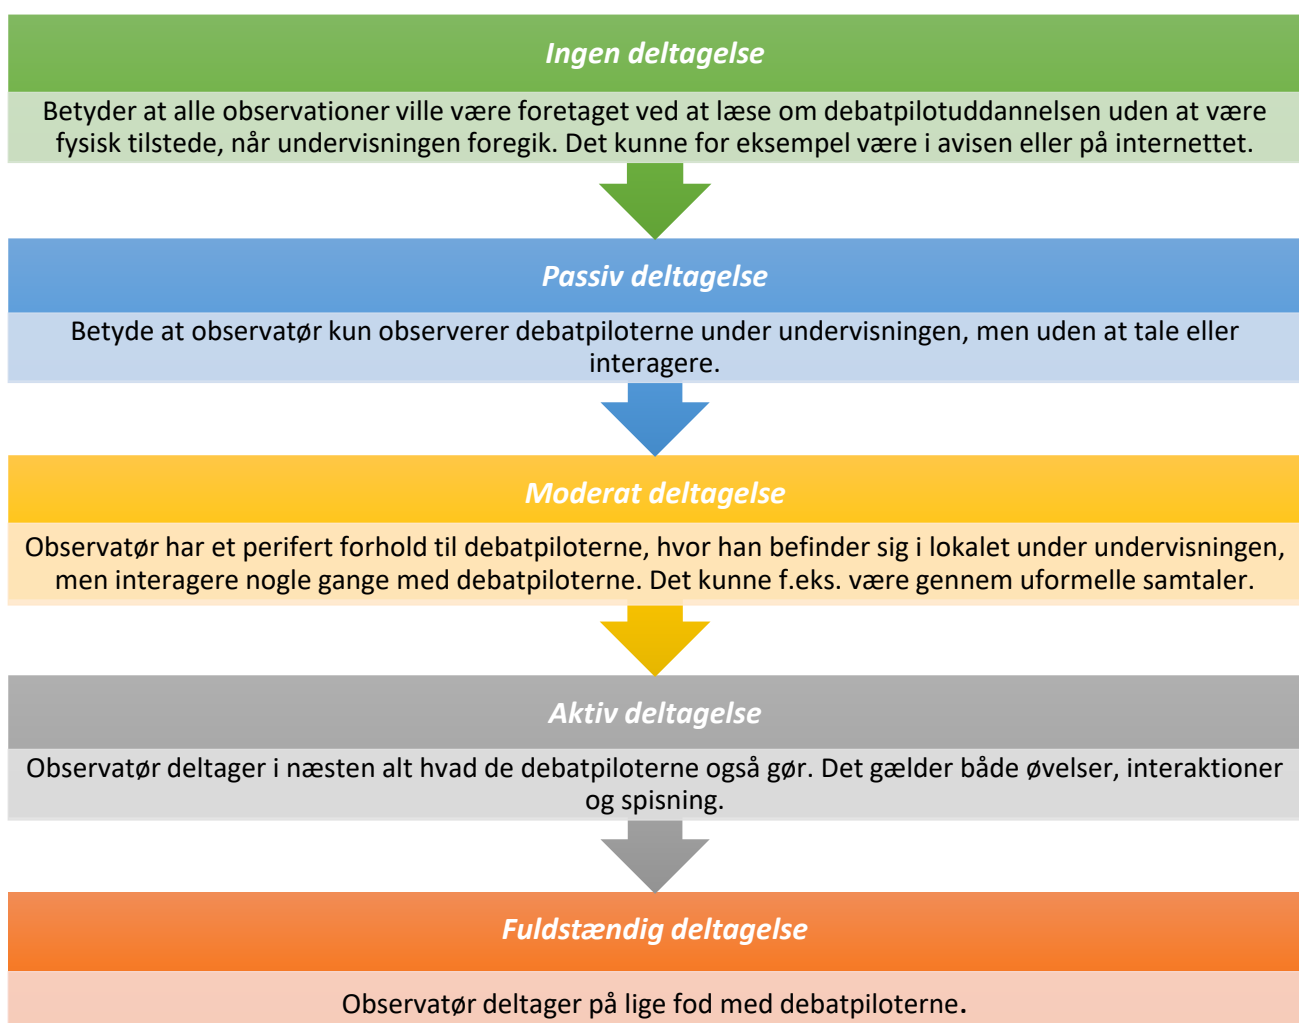 Ingen deltagelse
Betyder at alle observationer ville være foretaget ved at læse om debatpilotuddannelsen uden at være
fysisk tilstede, når undervisningen foregik. Det kunne for eksempel være i avisen eller på internettet.
Passiv deltagelse
Betyde at observatør kun observerer debatpiloterne under undervisningen, men uden at tale eller
interagere.
Moderat deltagelse
Observatør har et perifert forhold til debatpiloterne, hvor han befinder sig i lokalet under undervisningen,
men interagere nogle gange med debatpiloterne. Det kunne f.eks. være gennem uformelle samtaler.
Aktiv deltagelse
Observatør deltager i næsten alt hvad de debatpiloterne også gør. Det gælder både øvelser, interaktioner
og spisning.
Fuldstændig deltagelse
Observatør deltager på lige fod med debatpiloterne.